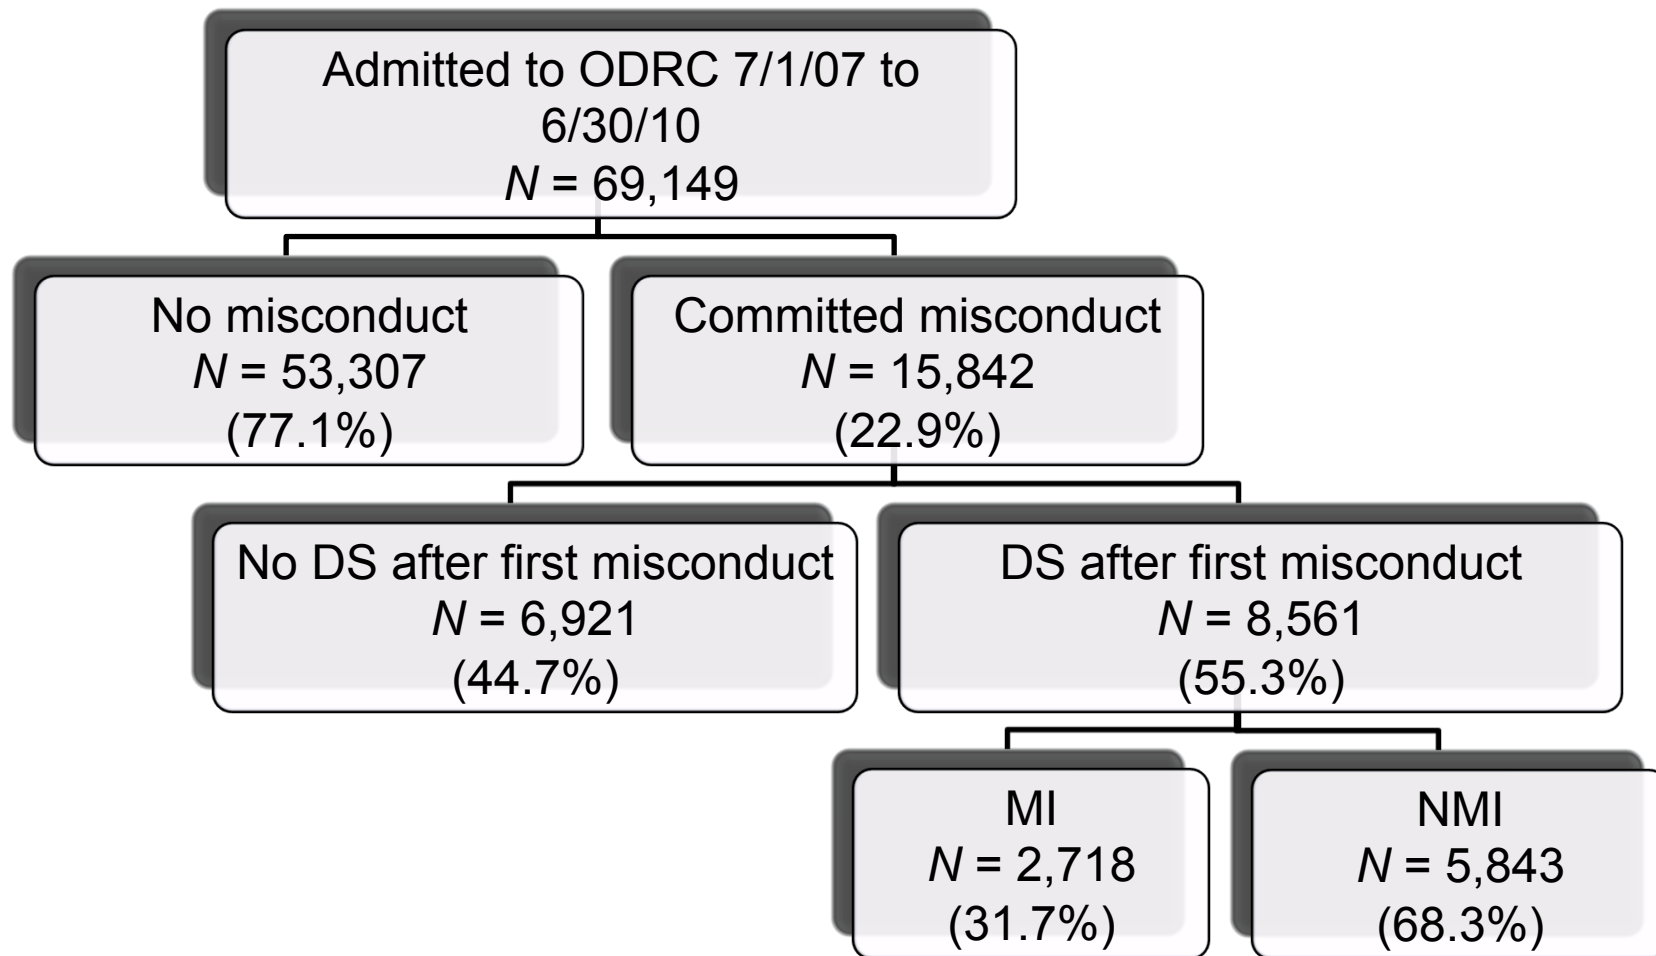 Admitted to ODRC 7/1/07 to
6/30/10
N = 69,149
No misconduct
N = 53,307
(77.1%)
Committed misconduct
N = 15,842
(22.9%)
No DS after first misconduct
N = 6,921
(44.7%)
DS after first misconduct
N = 8,561
(55.3%)
MI
N = 2,718
(31.7%)
NMI
N = 5,843
(68.3%)